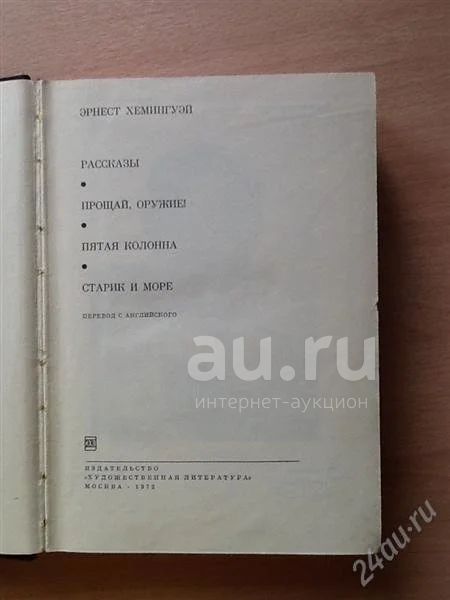 ЭРНЕСТ ХЕМИНГУЭЙ
РАССКАЗЫ
•
ПРОЩАЙ, ОРУЖИЕ!
•
ПЯТАЯ КОЛОННА
•
СТАРИК И МОРЕ
ПЕРЕВОД С АНГЛИЙСКОГО
au.ru
интернет-аукцион
ИЗДАТЕЛЬСТВО
«ХУДОЖЕСТВЕННАЯ ЛИТЕРАТУРА»
МОСКВА · 1972
24au.ru